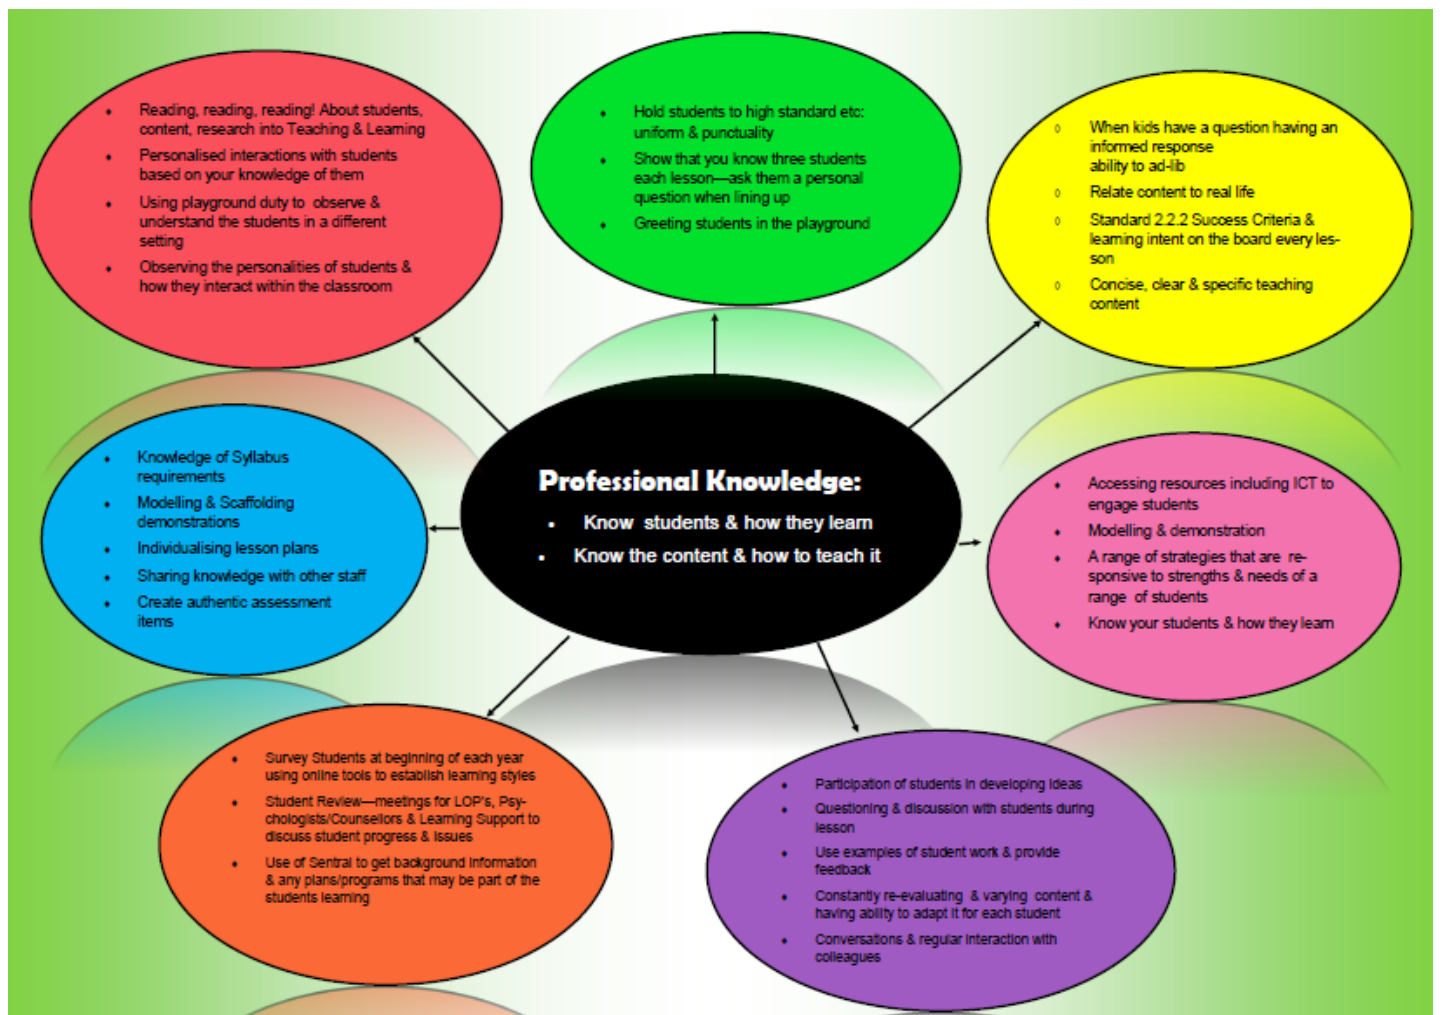 Reading, reading, reading! About students,
content, research into Teaching & Learning
Personalised interactions with students
based on your knowledge of them
Using playground duty to observe &
understand the students in a different
setting
Observing the personalities of students &
how they interact within the classroom
Hold students to high standard etc:
uniform & punctuality
Show that you know three students
each lesson—ask them a personal
question when lining up
Greeting students in the playground
When kids have a question having an
informed response
ability to ad-lib
Relate content to real life
Standard 2.2.2 Success Criteria &
learning intent on the board every les-
son
Concise, clear & specific teaching
content
Knowledge of Syllabus
requirements
Modelling & Scaffolding
demonstrations
Individualising lesson plans
Sharing knowledge with other staff
Create authentic assessment
items
Professional Knowledge:
Know students & how they learn
Know the content & how to teach it
Accessing resources including ICT to
engage students
Modelling & demonstration
A range of strategies that are re-
sponsive to strengths & needs of a
range of students
Know your students & how they learn
Survey Students at beginning of each year
using online tools to establish learning styles
Student Review—meetings for LOP's, Psy-
chologists/Counsellors & Learning Support to
discuss student progress & issues
Use of Sentral to get background information
& any plans/programs that may be part of the
students learning
Participation of students in developing ideas
Questioning & discussion with students during
lesson
Use examples of student work & provide
feedback
Constantly re-evaluating & varying content &
having ability to adapt it for each student
Conversations & regular interaction with
colleagues